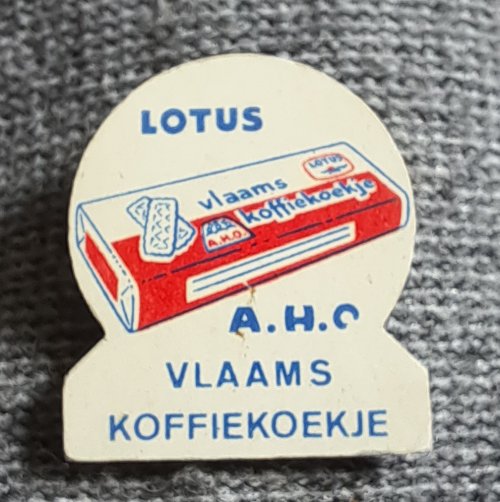 LOTUS
LOTUS
vlaams
koffiekoekje
A.H.O.
A.H.O
VLAAMS
KOFFIEKOEKJE